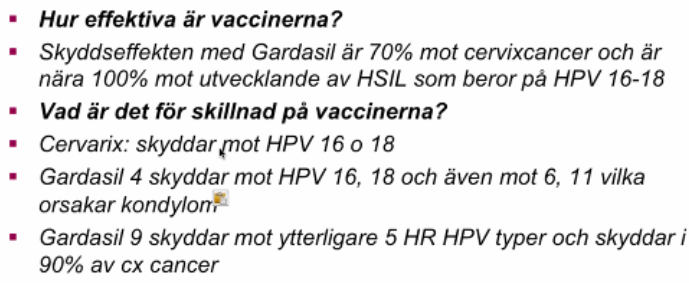 ▪ Hur effektiva är vaccinerna?
▪ Skyddseffekten med Gardasil är 70% mot cervixcancer och är
nära 100% mot utvecklande av HSIL som beror på HPV 16-18
▪ Vad är det för skillnad på vaccinerna?
▪ Cervarix: skyddar mot HPV 16 o 18
▪ Gardasil 4 skyddar mot HPV 16, 18 och även mot 6, 11 vilka
orsakar kondylom
▪ Gardasil 9 skyddar mot ytterligare 5 HR HPV typer och skyddar i
90% av cx cancer